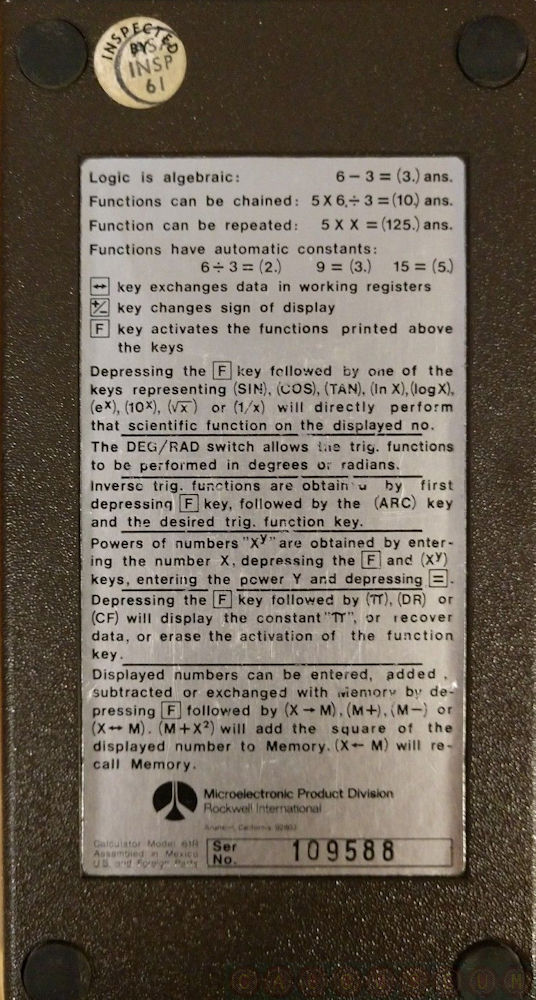 INSPECTED
BY
INSP
61
Logic is algebraic: 6 − 3 = (3.) ans.
Functions can be chained: 5 X 6.÷ 3 = (10.) ans.
Function can be repeated: 5 X X = (125.) ans.
Functions have automatic constants:
6 ÷ 3 = (2.) 9 = (3.) 15 = (5.)
↔ key exchanges data in working registers
+/− key changes sign of display
F key activates the functions printed above
the keys
Depressing the F key followed by one of the
keys representing (SIN), (COS), (TAN), (ln X), (log X),
(eˣ), (10ˣ), (√x) or (1/x) will directly perform
that scientific function on the displayed no.
The DEG/RAD switch allows the trig. functions
to be performed in degrees or radians.
Inverse trig. functions are by first
depressing F key, followed by the (ARC) key
and the desired trig. function key.
Powers of numbers "Xʸ" are obtained by enter-
ing the number X, depressing the F and (Xʸ)
keys, entering the power Y and depressing =.
Depressing the F key followed by (π), (DR) or
(CF) will display the constant "π", or recover
data, or erase the activation of the function
key.
Displayed numbers can be entered, added,
subtracted or exchanged with Memory by de-
pressing F followed by (X → M), (M+), (M−) or
(X ↔ M). (M+X²) will add the square of the
displayed number to Memory. (X ← M) will re-
call Memory.
Microelectronic Product Division
Rockwell International
Anaheim, California 92803
Calculator Model 61R
Assembled in Mexico
U.S. and Foreign Parts
Ser
No. 109588